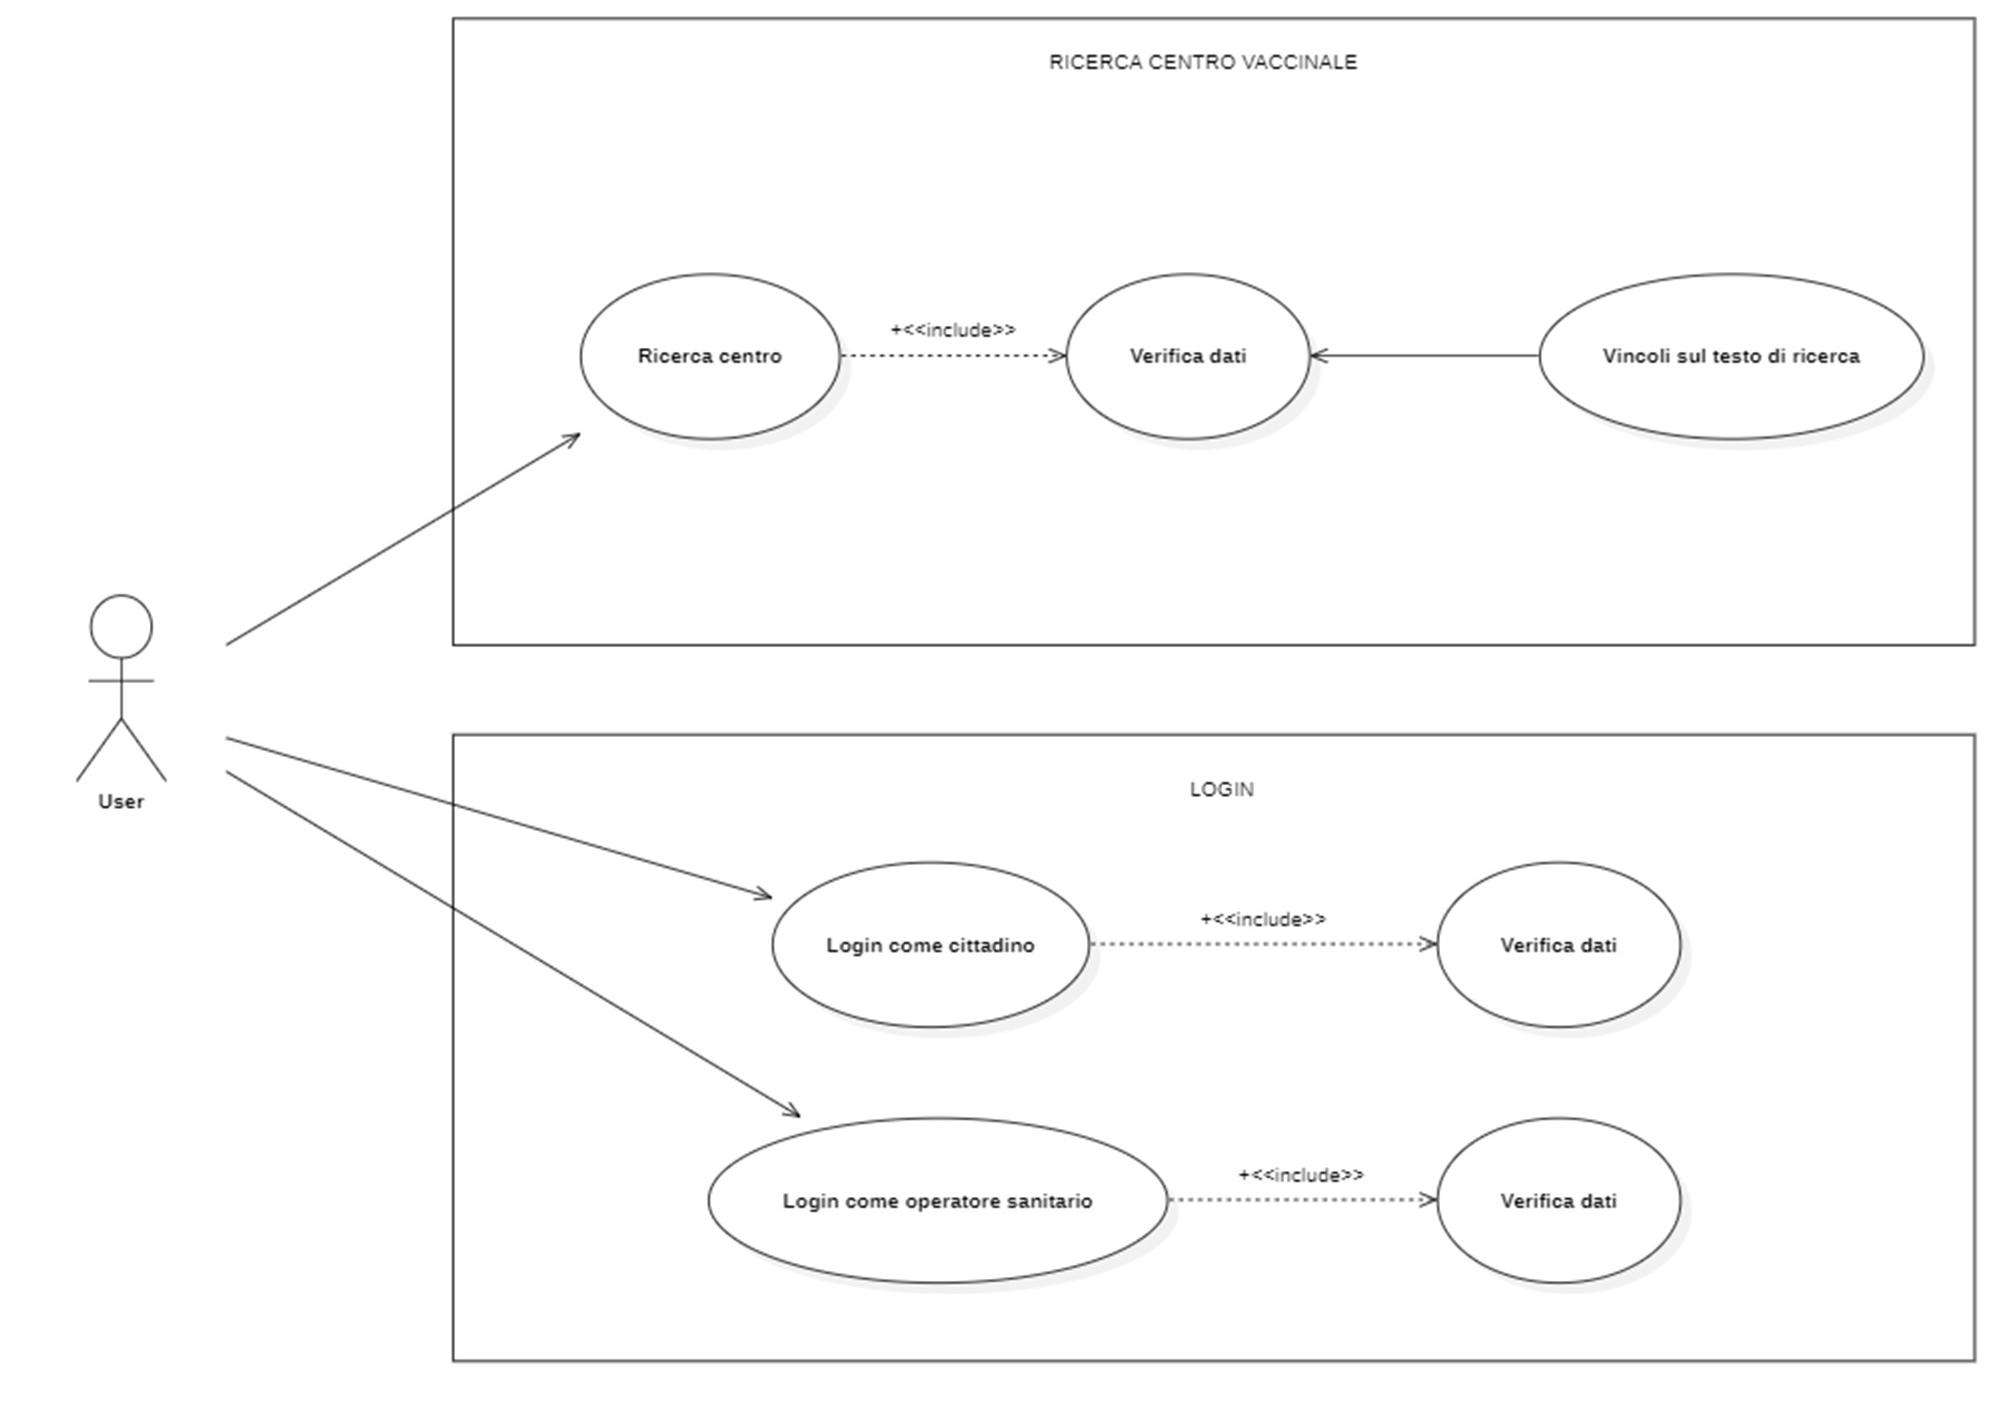 RICERCA CENTRO VACCINALE
+<<include>>
Ricerca centro
Verifica dati
Vincoli sul testo di ricerca
User
LOGIN
+<<include>>
Login come cittadino
Verifica dati
+<<include>>
Login come operatore sanitario
Verifica dati